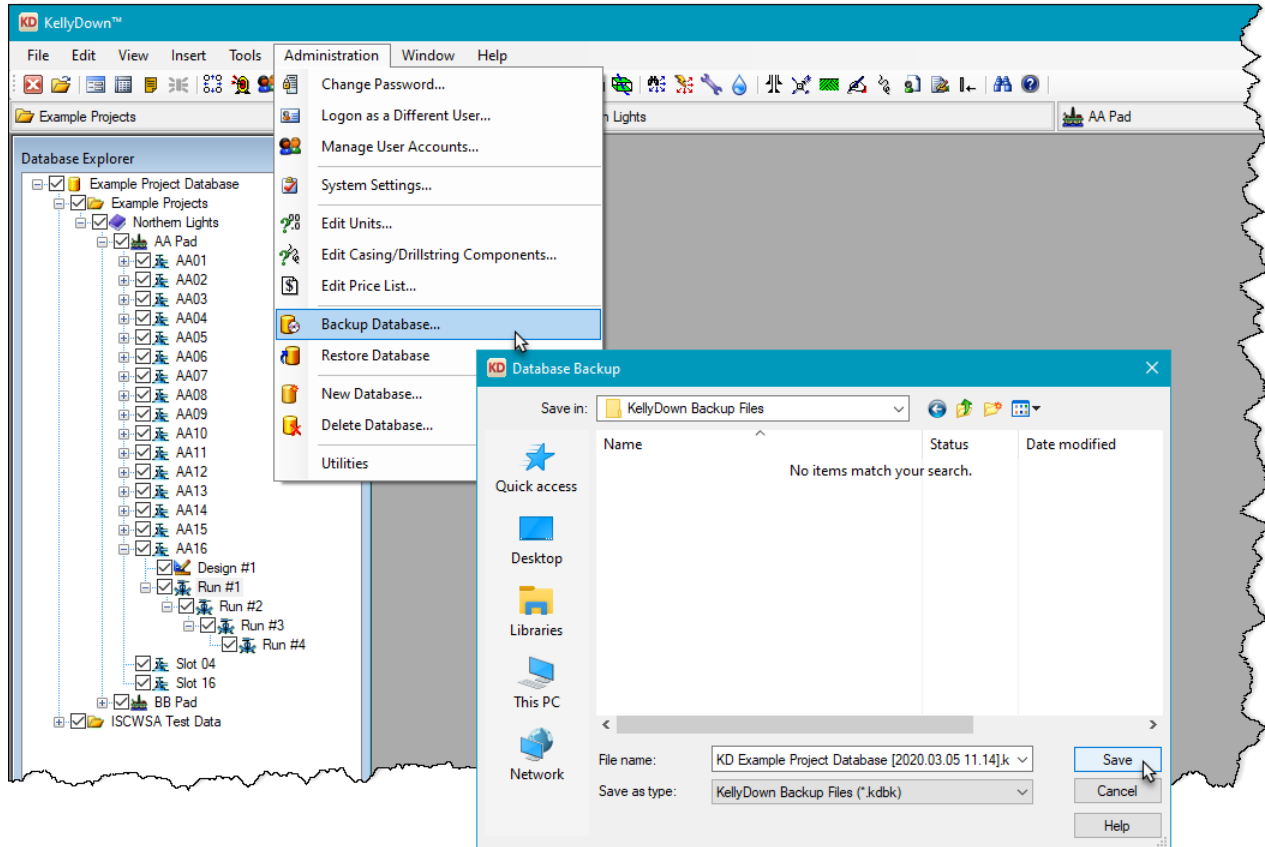 KD KellyDown™
File Edit View Insert Tools Administration Window Help
Example Projects
n Lights
AA Pad
Change Password...
Logon as a Different User...
Manage User Accounts...
System Settings...
Edit Units...
Edit Casing/Drillstring Components...
Edit Price List...
Backup Database...
Restore Database
New Database...
Delete Database...
Utilities
Database Explorer
Example Project Database
Example Projects
Northern Lights
AA Pad
AA01
AA02
AA03
AA04
AA05
AA06
AA07
AA08
AA09
AA10
AA11
AA12
AA13
AA14
AA15
AA16
Design #1
Run #1
Run #2
Run #3
Run #4
Slot 04
Slot 16
BB Pad
ISCWSA Test Data
KD Database Backup
Save in: KellyDown Backup Files
Name Status Date modified
No items match your search.
Quick access
Desktop
Libraries
This PC
Network
File name: KD Example Project Database [2020.03.05 11.14].k Save
Save as type: KellyDown Backup Files (*.kdbk) Cancel
Help